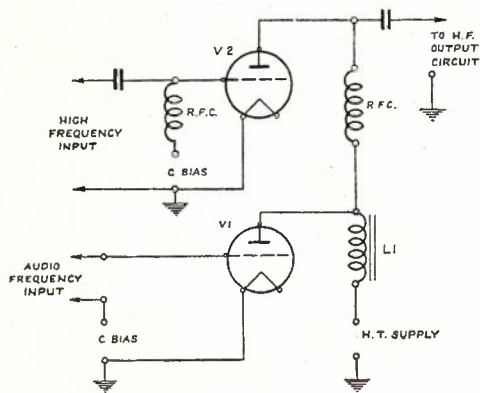 V2
TO H.F.
OUTPUT
CIRCUIT
R.F.C.
R.F.C.
HIGH
FREQUENCY
INPUT
C BIAS
V1
L1
AUDIO
FREQUENCY
INPUT
C BIAS
H.T. SUPPLY